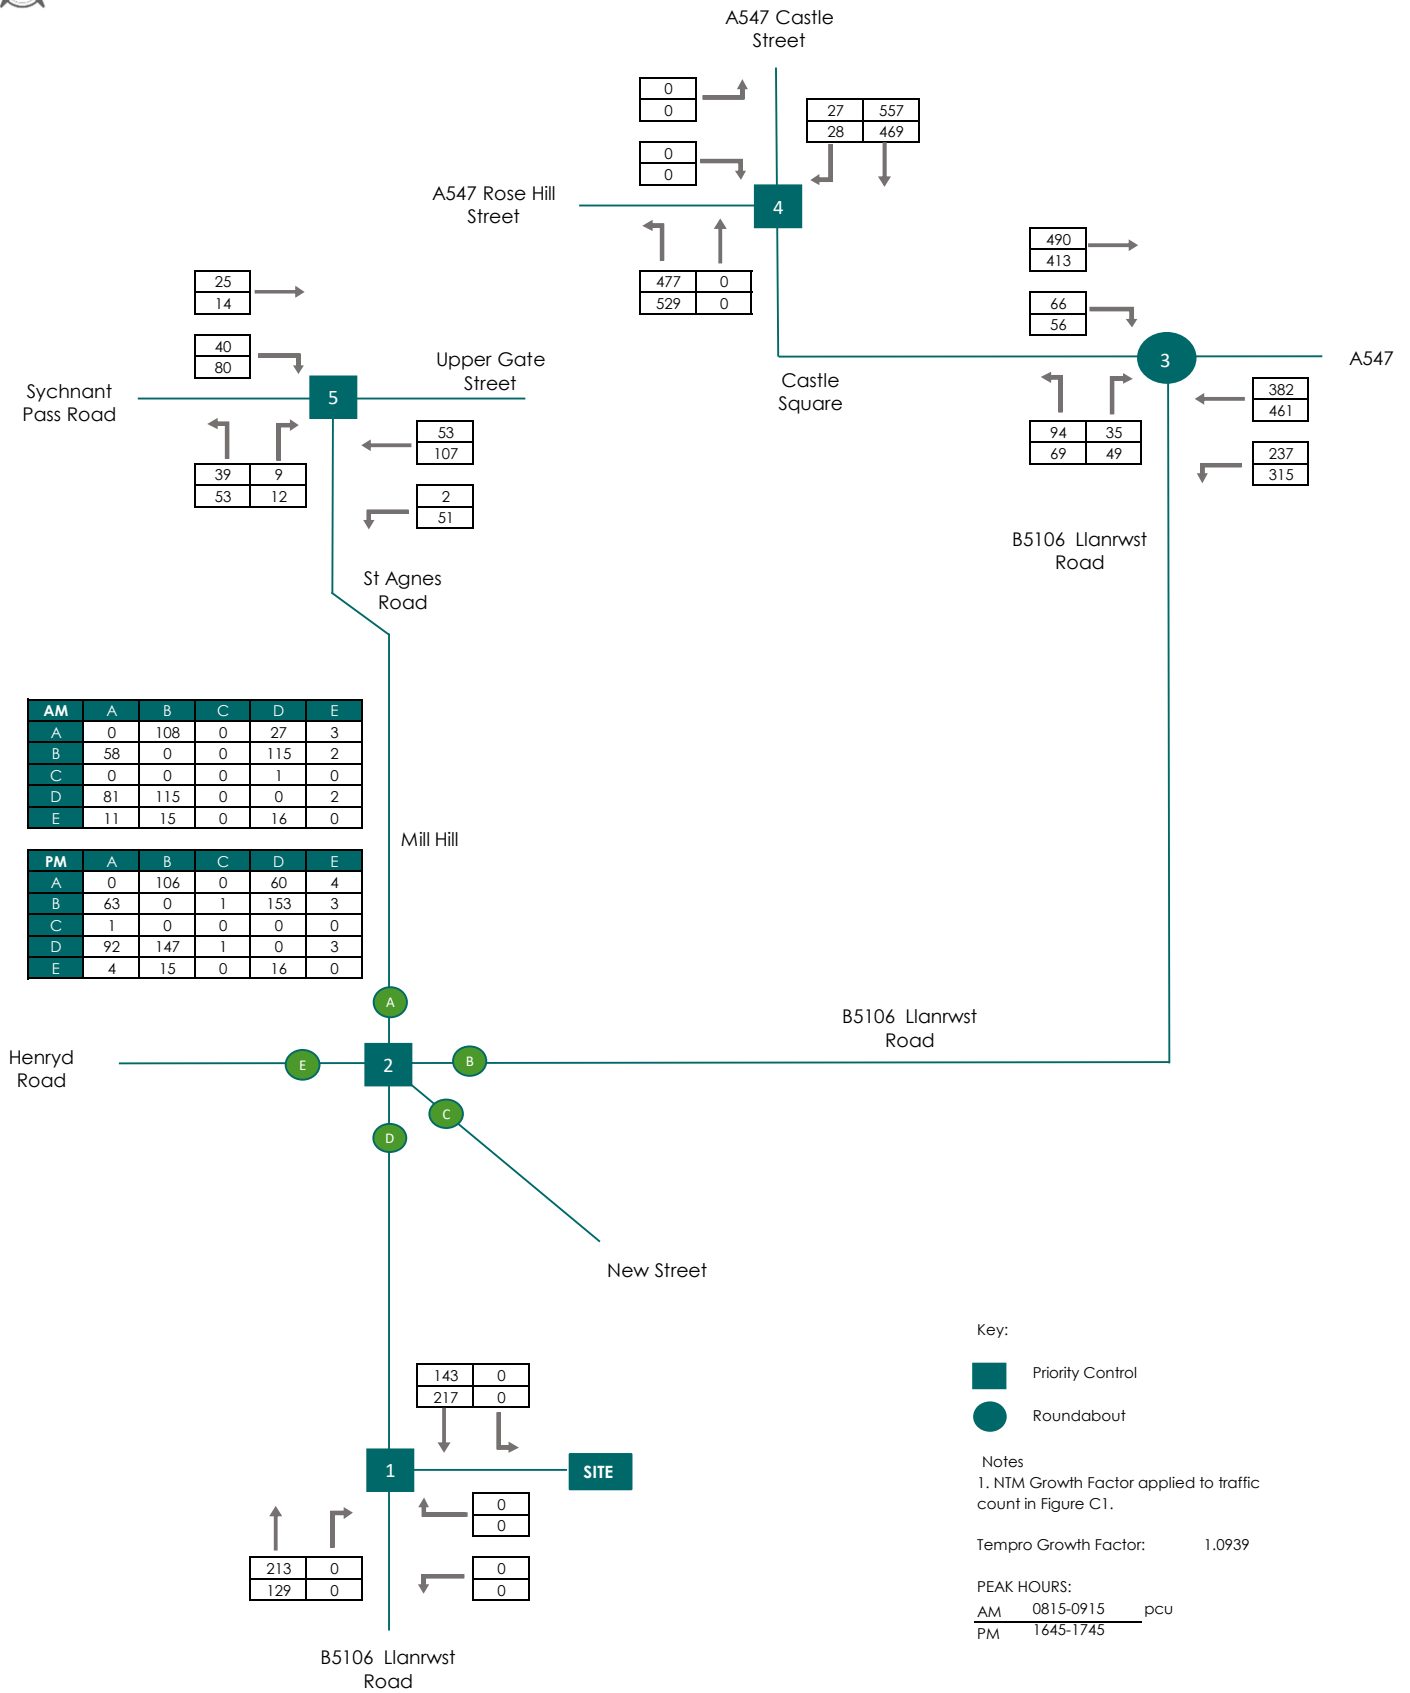 A547 Castle
Street
0
0
27 557
28 469
0
0
A547 Rose Hill
Street
4
477 0
529 0
490
413
66
56
3
A547
Castle
Square
382
461
94 35
69 49
237
315
B5106 Llanrwst
Road
25
14
40
80
Upper Gate
Street
Sychnant
Pass Road
5
53
107
39 9
53 12
2
51
St Agnes
Road
AM A B C D E
A 0 108 0 27 3
B 58 0 0 115 2
C 0 0 0 1 0
D 81 115 0 0 2
E 11 15 0 16 0
Mill Hill
PM A B C D E
A 0 106 0 60 4
B 63 0 1 153 3
C 1 0 0 0 0
D 92 147 1 0 3
E 4 15 0 16 0
A
B5106 Llanrwst
Road
Henryd
Road
E
2
B
C
D
New Street
143 0
217 0
1
SITE
0
0
213 0
129 0
0
0
B5106 Llanrwst
Road
Key:
Priority Control
Roundabout
Notes
1. NTM Growth Factor applied to traffic
count in Figure C1.
Tempro Growth Factor: 1.0939
PEAK HOURS:
AM 0815-0915 pcu
PM 1645-1745